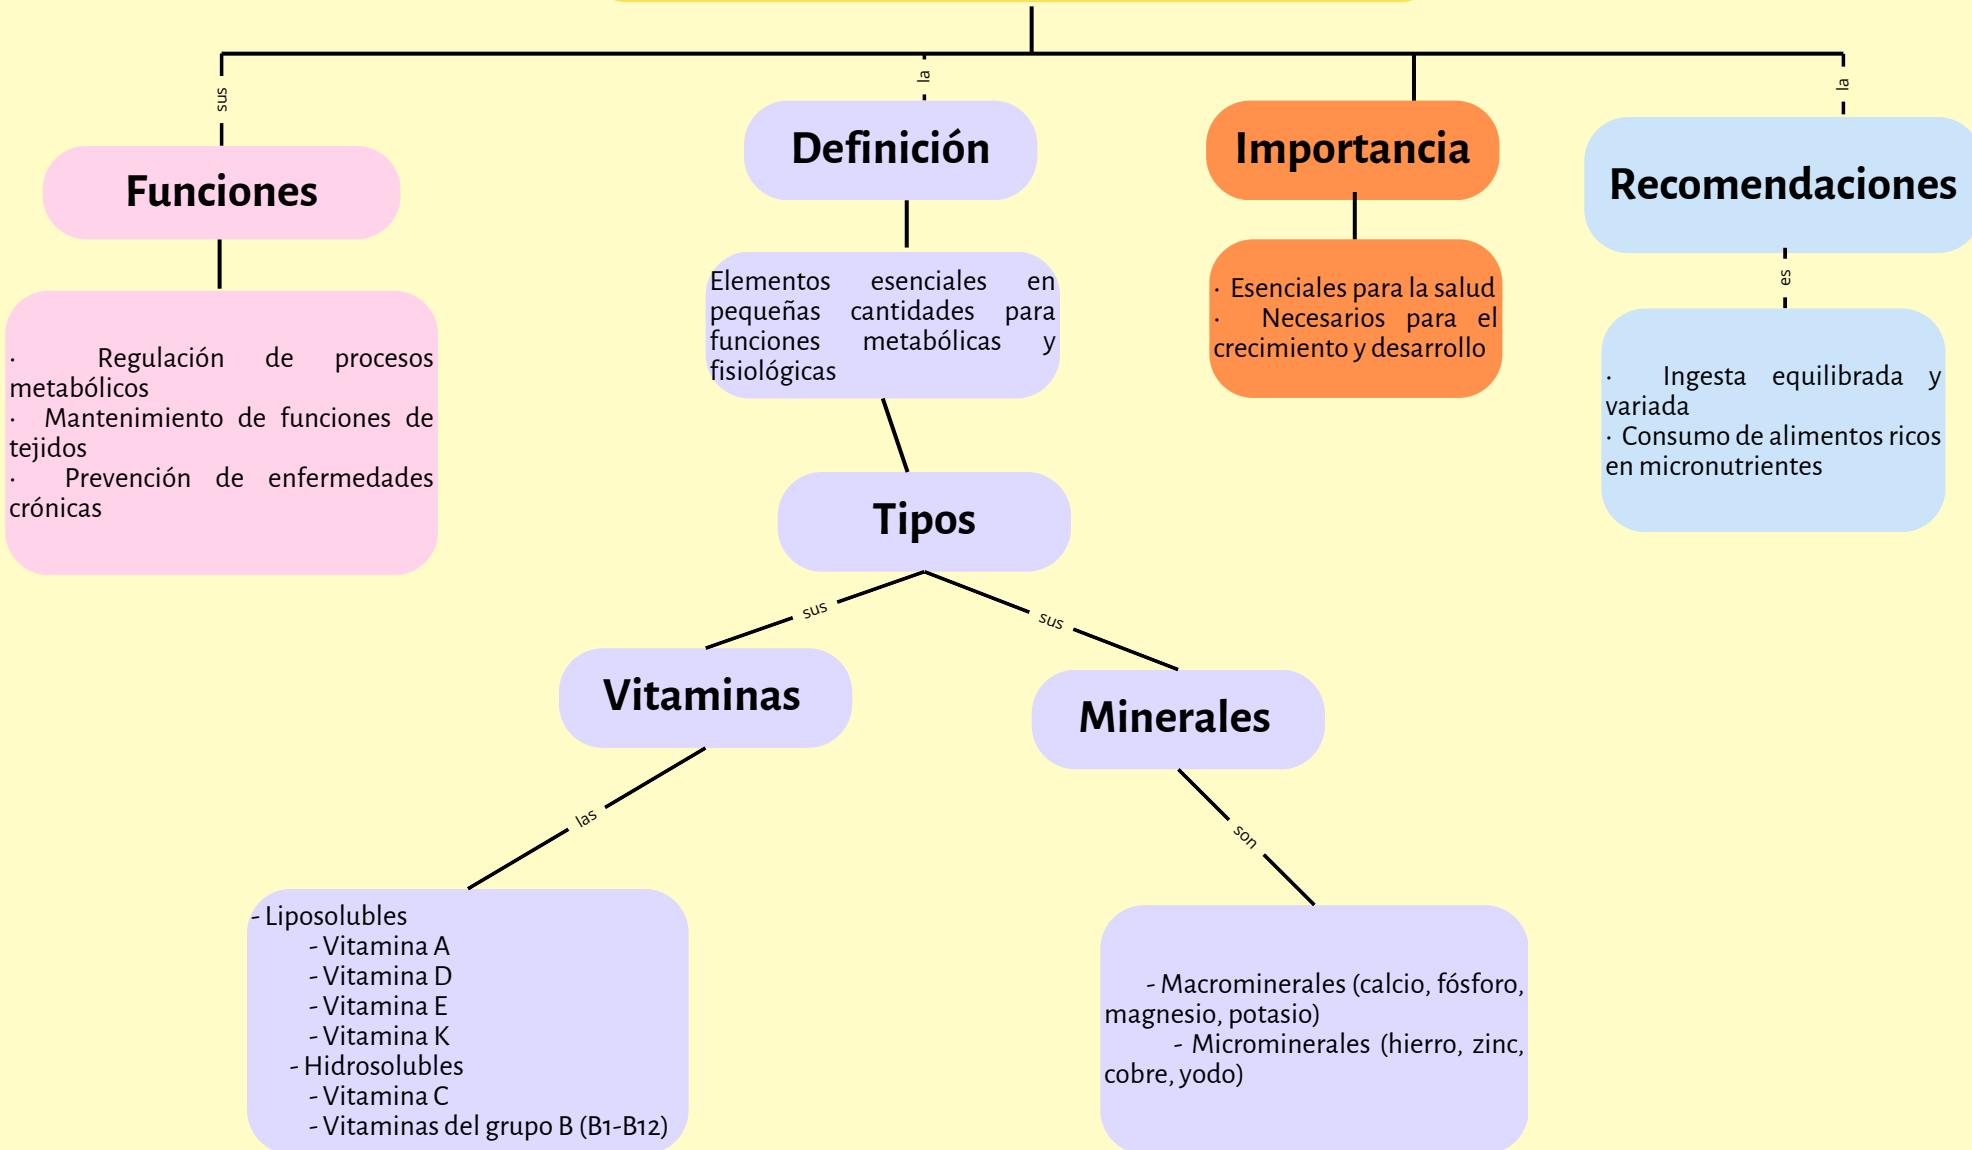 sus
la
la
Funciones
Definición
Importancia
Recomendaciones
· Regulación de procesos
metabólicos
· Mantenimiento de funciones de
tejidos
· Prevención de enfermedades
crónicas
Elementos esenciales en
pequeñas cantidades para
funciones metabólicas y
fisiológicas
· Esenciales para la salud
· Necesarios para el
crecimiento y desarrollo
es
· Ingesta equilibrada y
variada
· Consumo de alimentos ricos
en micronutrientes
Tipos
sus
sus
Vitaminas
Minerales
las
son
- Liposolubles
- Vitamina A
- Vitamina D
- Vitamina E
- Vitamina K
- Hidrosolubles
- Vitamina C
- Vitaminas del grupo B (B1-B12)
- Macrominerales (calcio, fósforo,
magnesio, potasio)
- Microminerales (hierro, zinc,
cobre, yodo)